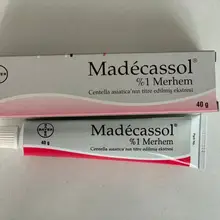 Madécassol®
%1 Merhem
Centella asiatica'nın titre edilmiş ekstresi
40 g
BAYER
Madécassol®
%1 Merhem
40 g
Centella asiatica'nın titre edilmiş ekstresi